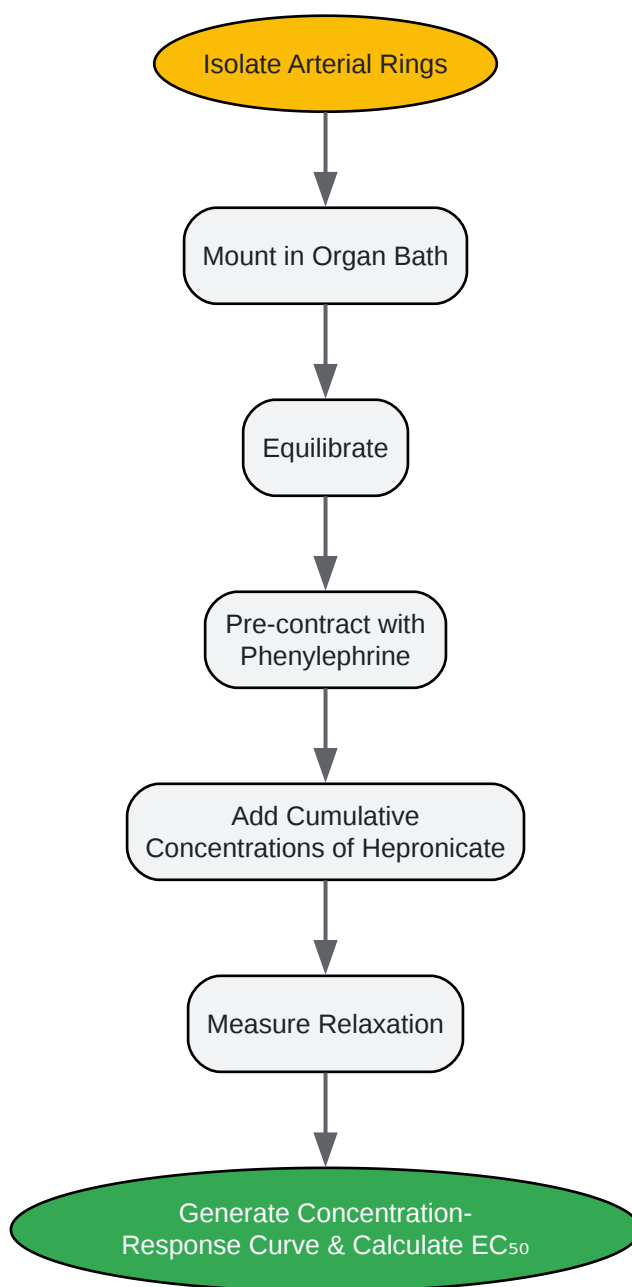 Isolate Arterial Rings
Mount in Organ Bath
Equilibrate
Pre-contract with
Phenylephrine
Add Cumulative
Concentrations of Hepronicate
Measure Relaxation
Generate Concentration-
Response Curve & Calculate EC₅₀